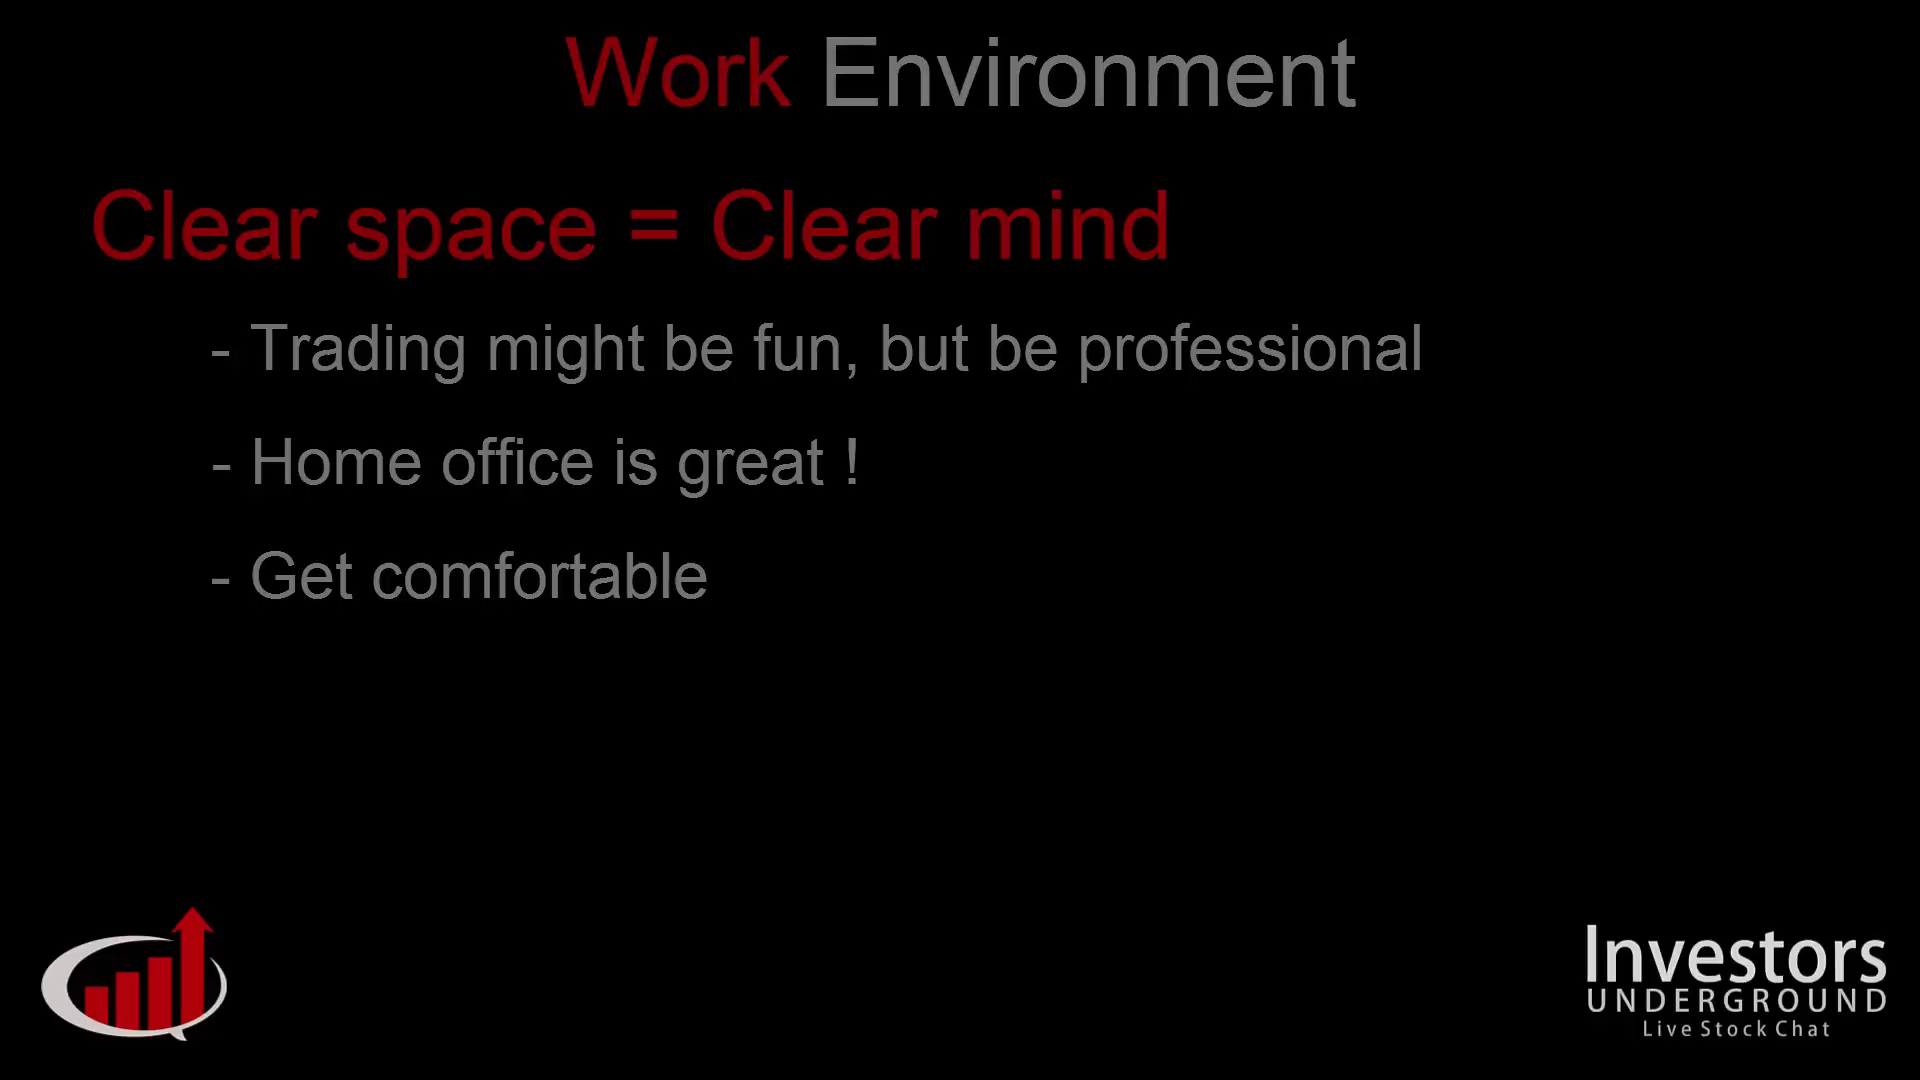 Work Environment
Clear space = Clear mind
- Trading might be fun, but be professional
- Home office is great !
- Get comfortable
Investors
UNDERGROUND
Live Stock Chat